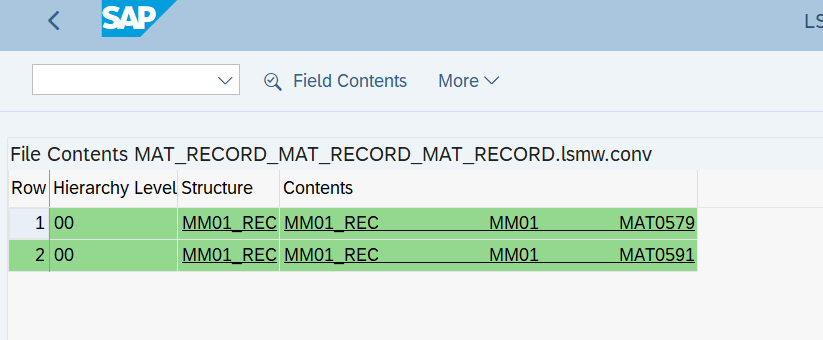 SAP LS
Field Contents More
File Contents MAT_RECORD_MAT_RECORD_MAT_RECORD.lsmw.conv
Row Hierarchy Level Structure Contents
1 00 MM01_REC MM01_REC MM01 MAT0579
2 00 MM01_REC MM01_REC MM01 MAT0591